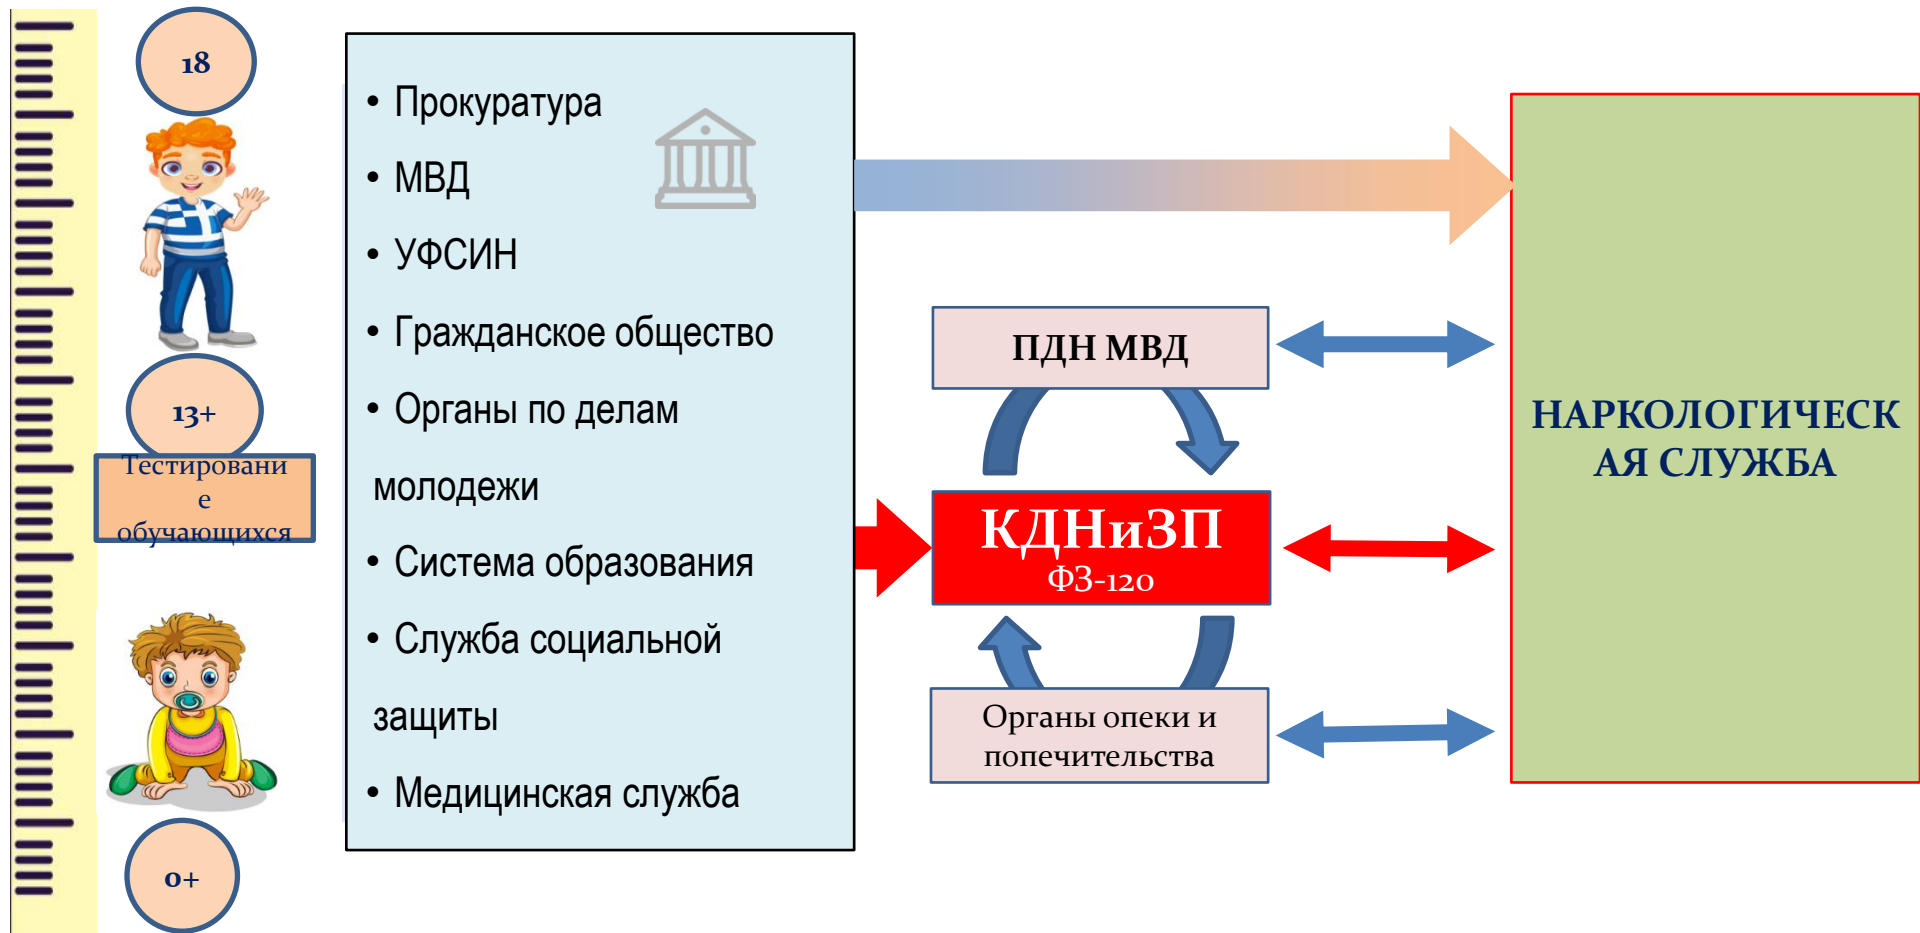 18
13+
Тестировани
е
обучающихся
0+
• Прокуратура
• МВД
• УФСИН
• Гражданское общество
• Органы по делам
молодежи
• Система образования
• Служба социальной
защиты
• Медицинская служба
ПДН МВД
КДНиЗП
ФЗ-120
Органы опеки и
попечительства
НАРКОЛОГИЧЕСК
АЯ СЛУЖБА